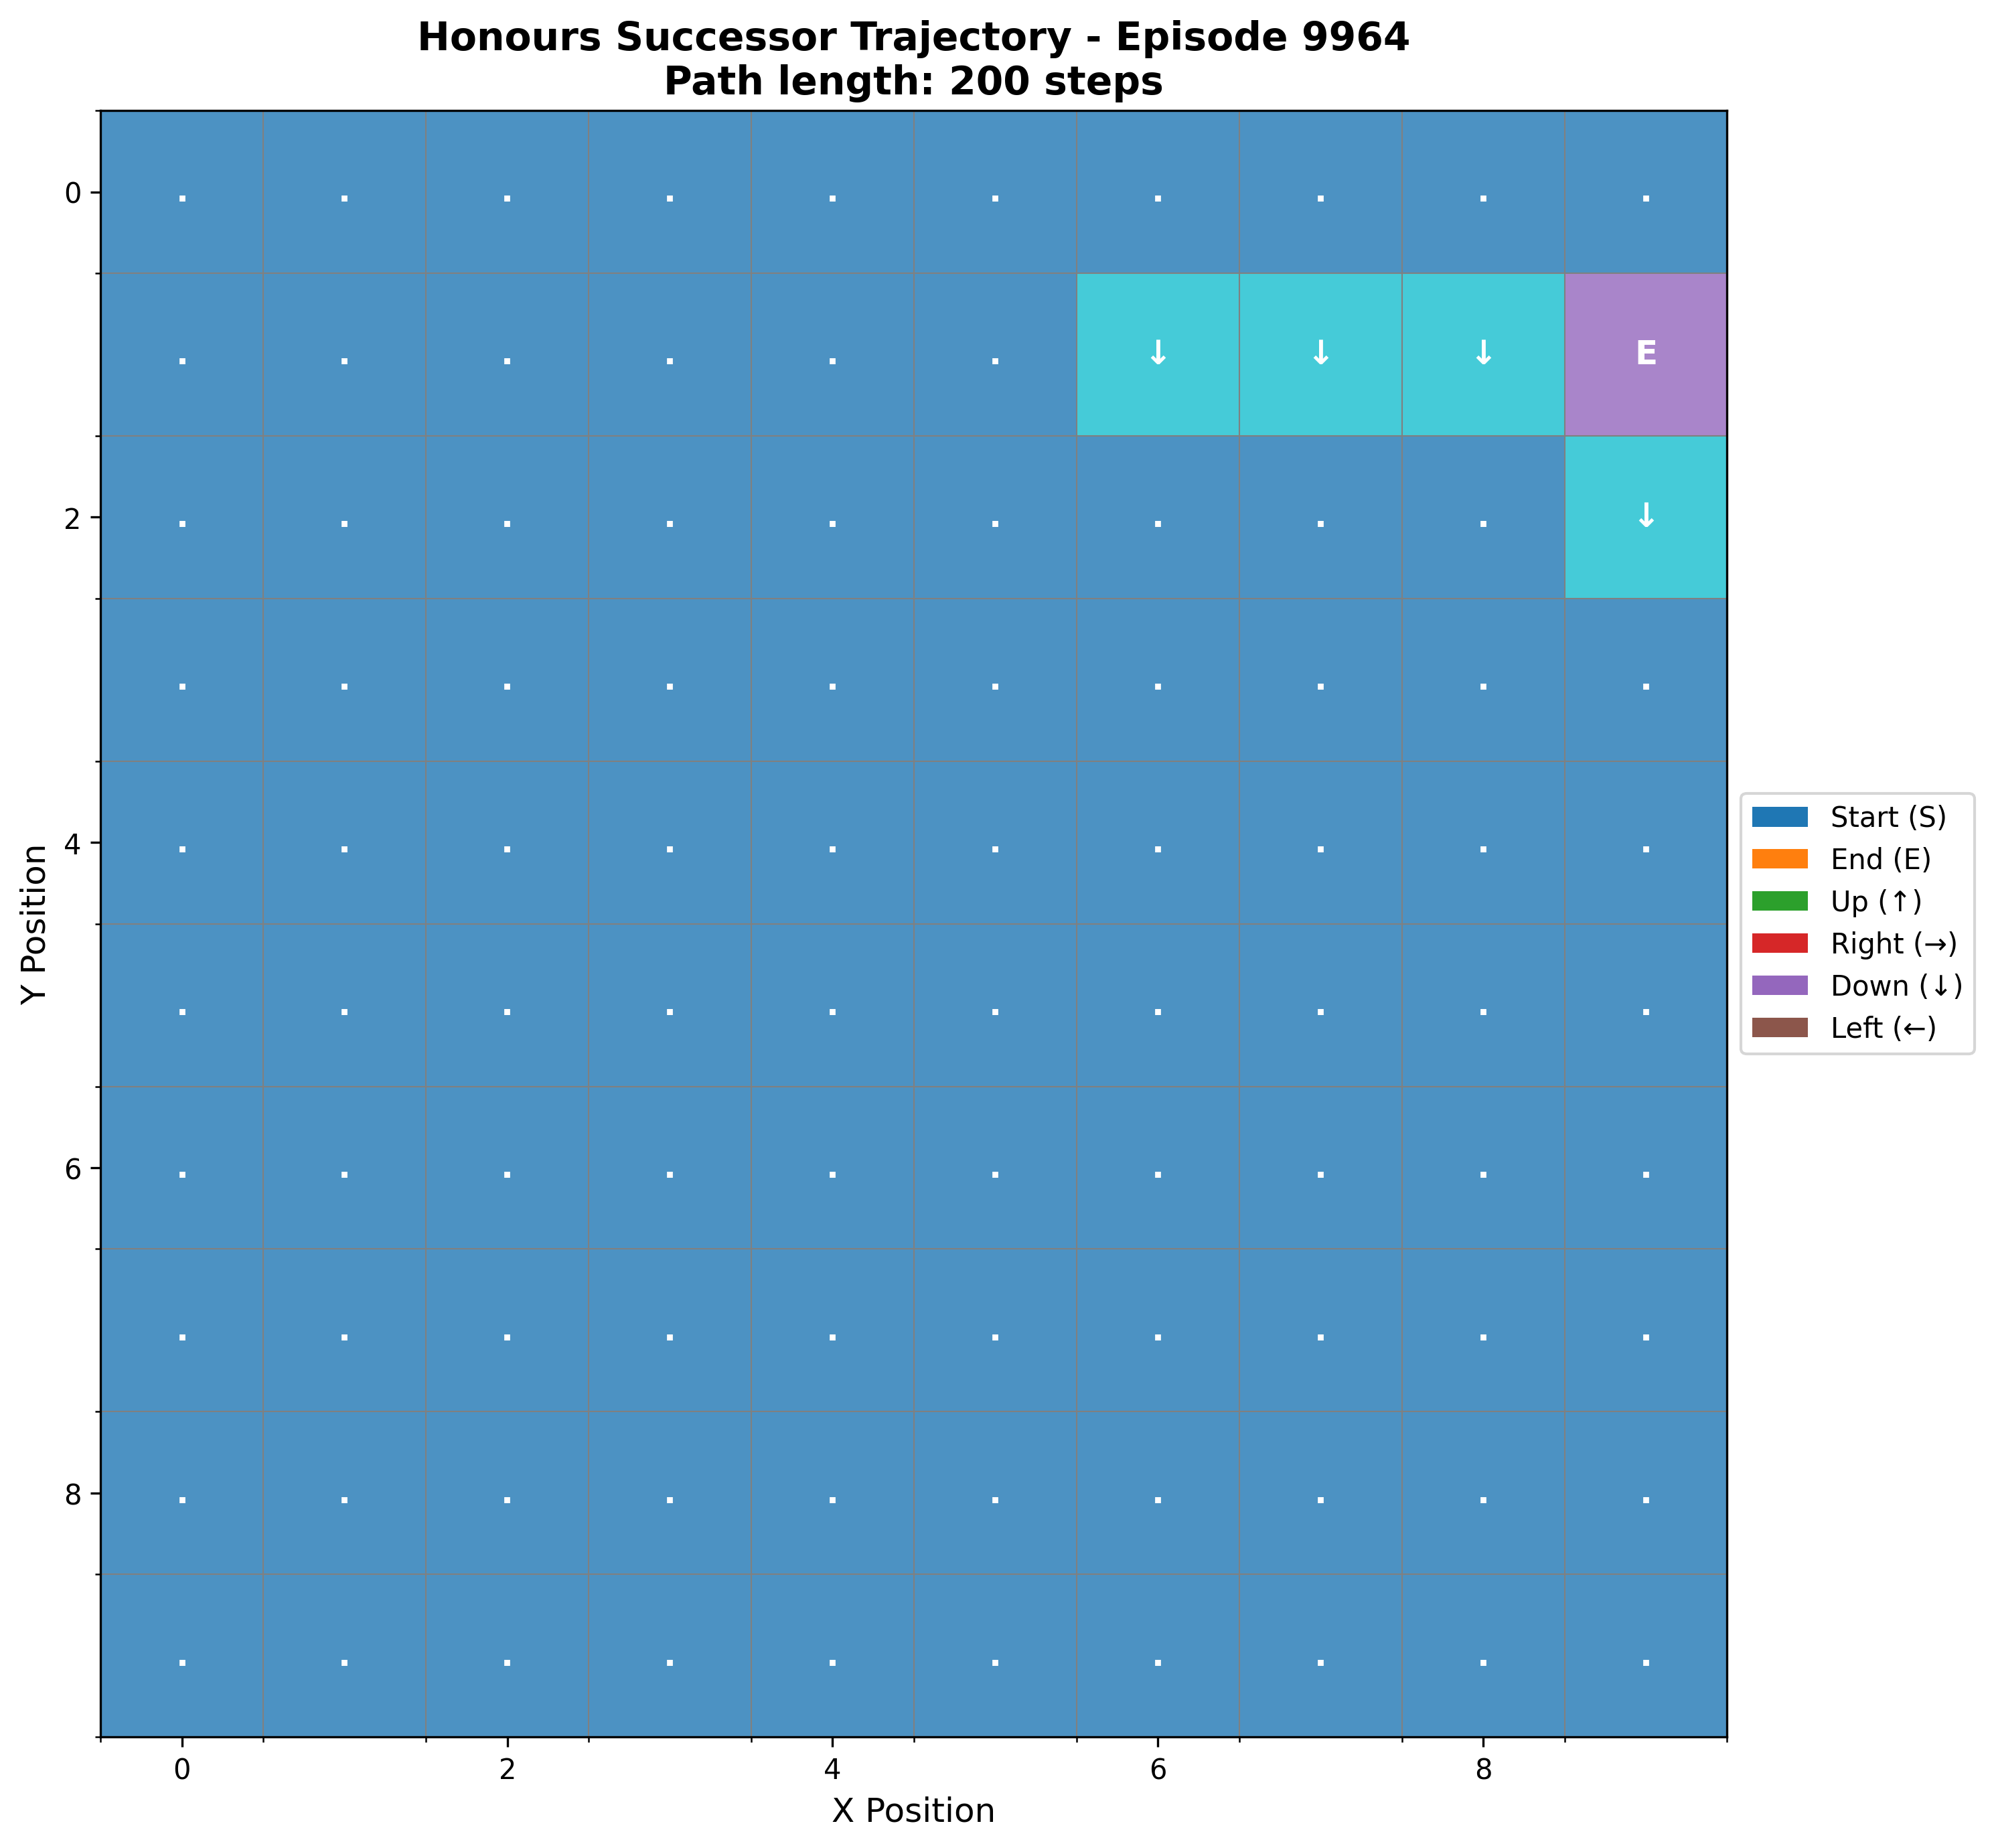 Honours Successor Trajectory - Episode 9964
Path length: 200 steps
0
. . . . . . . . . .
. . . . . . ↓ ↓ ↓ E
2
. . . . . . . . . ↓
. . . . . . . . . .
4
. . . . . . . . . .
. . . . . . . . . .
6
. . . . . . . . . .
. . . . . . . . . .
8
. . . . . . . . . .
. . . . . . . . . .
0 2 4 6 8
X Position
Y Position
Start (S)
End (E)
Up (↑)
Right (→)
Down (↓)
Left (←)